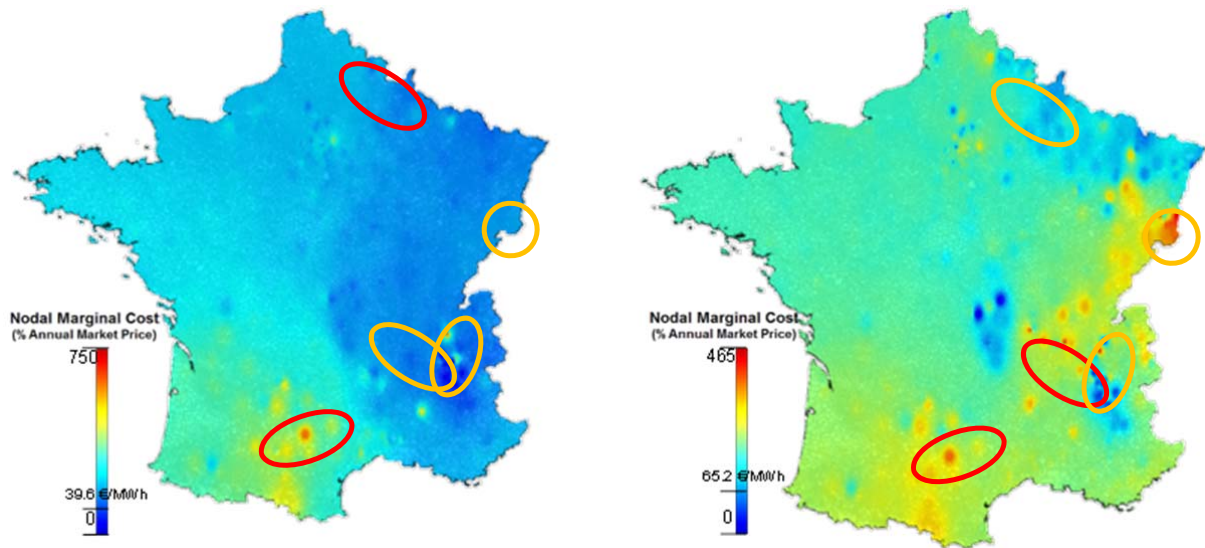 Nodal Marginal Cost
(% Annual Market Price)
750
39.6 €/MWh
0
Nodal Marginal Cost
(% Annual Market Price)
465
65.2 €/MWh
0